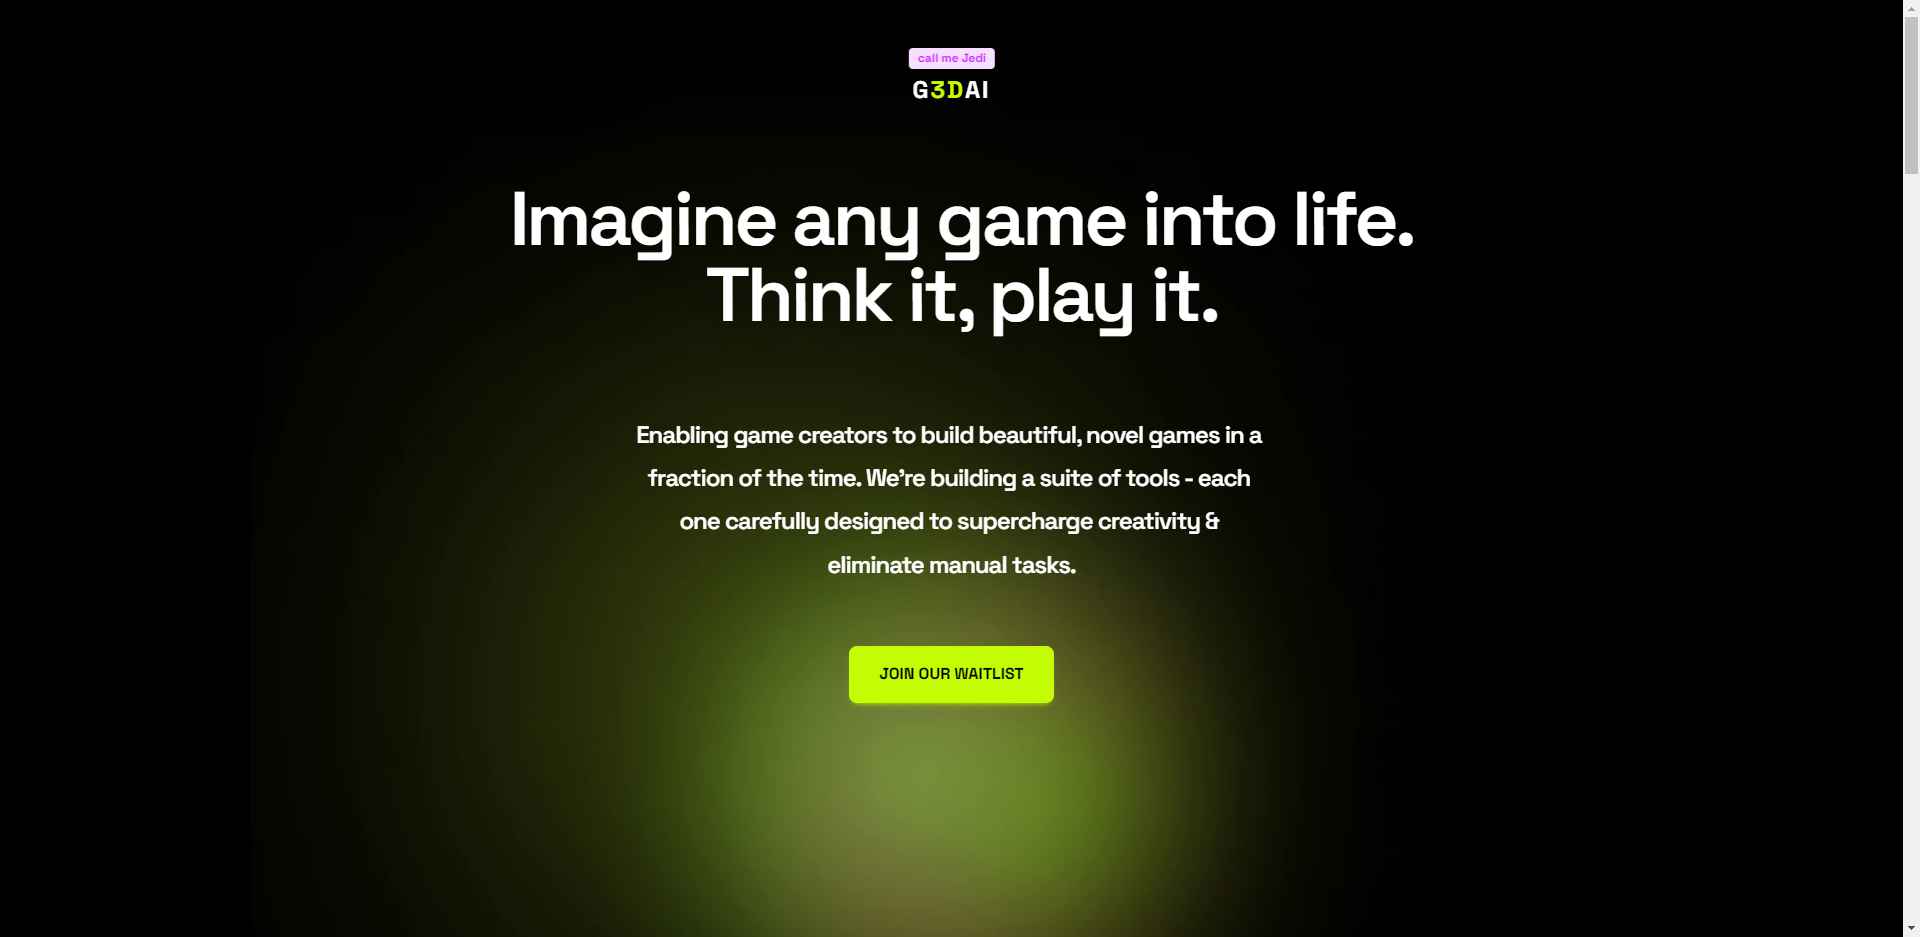 call me Jedi
G3DAI
Imagine any game into life.
Think it, play it.
Enabling game creators to build beautiful, novel games in a
fraction of the time. We’re building a suite of tools - each
one carefully designed to supercharge creativity &
eliminate manual tasks.
JOIN OUR WAITLIST